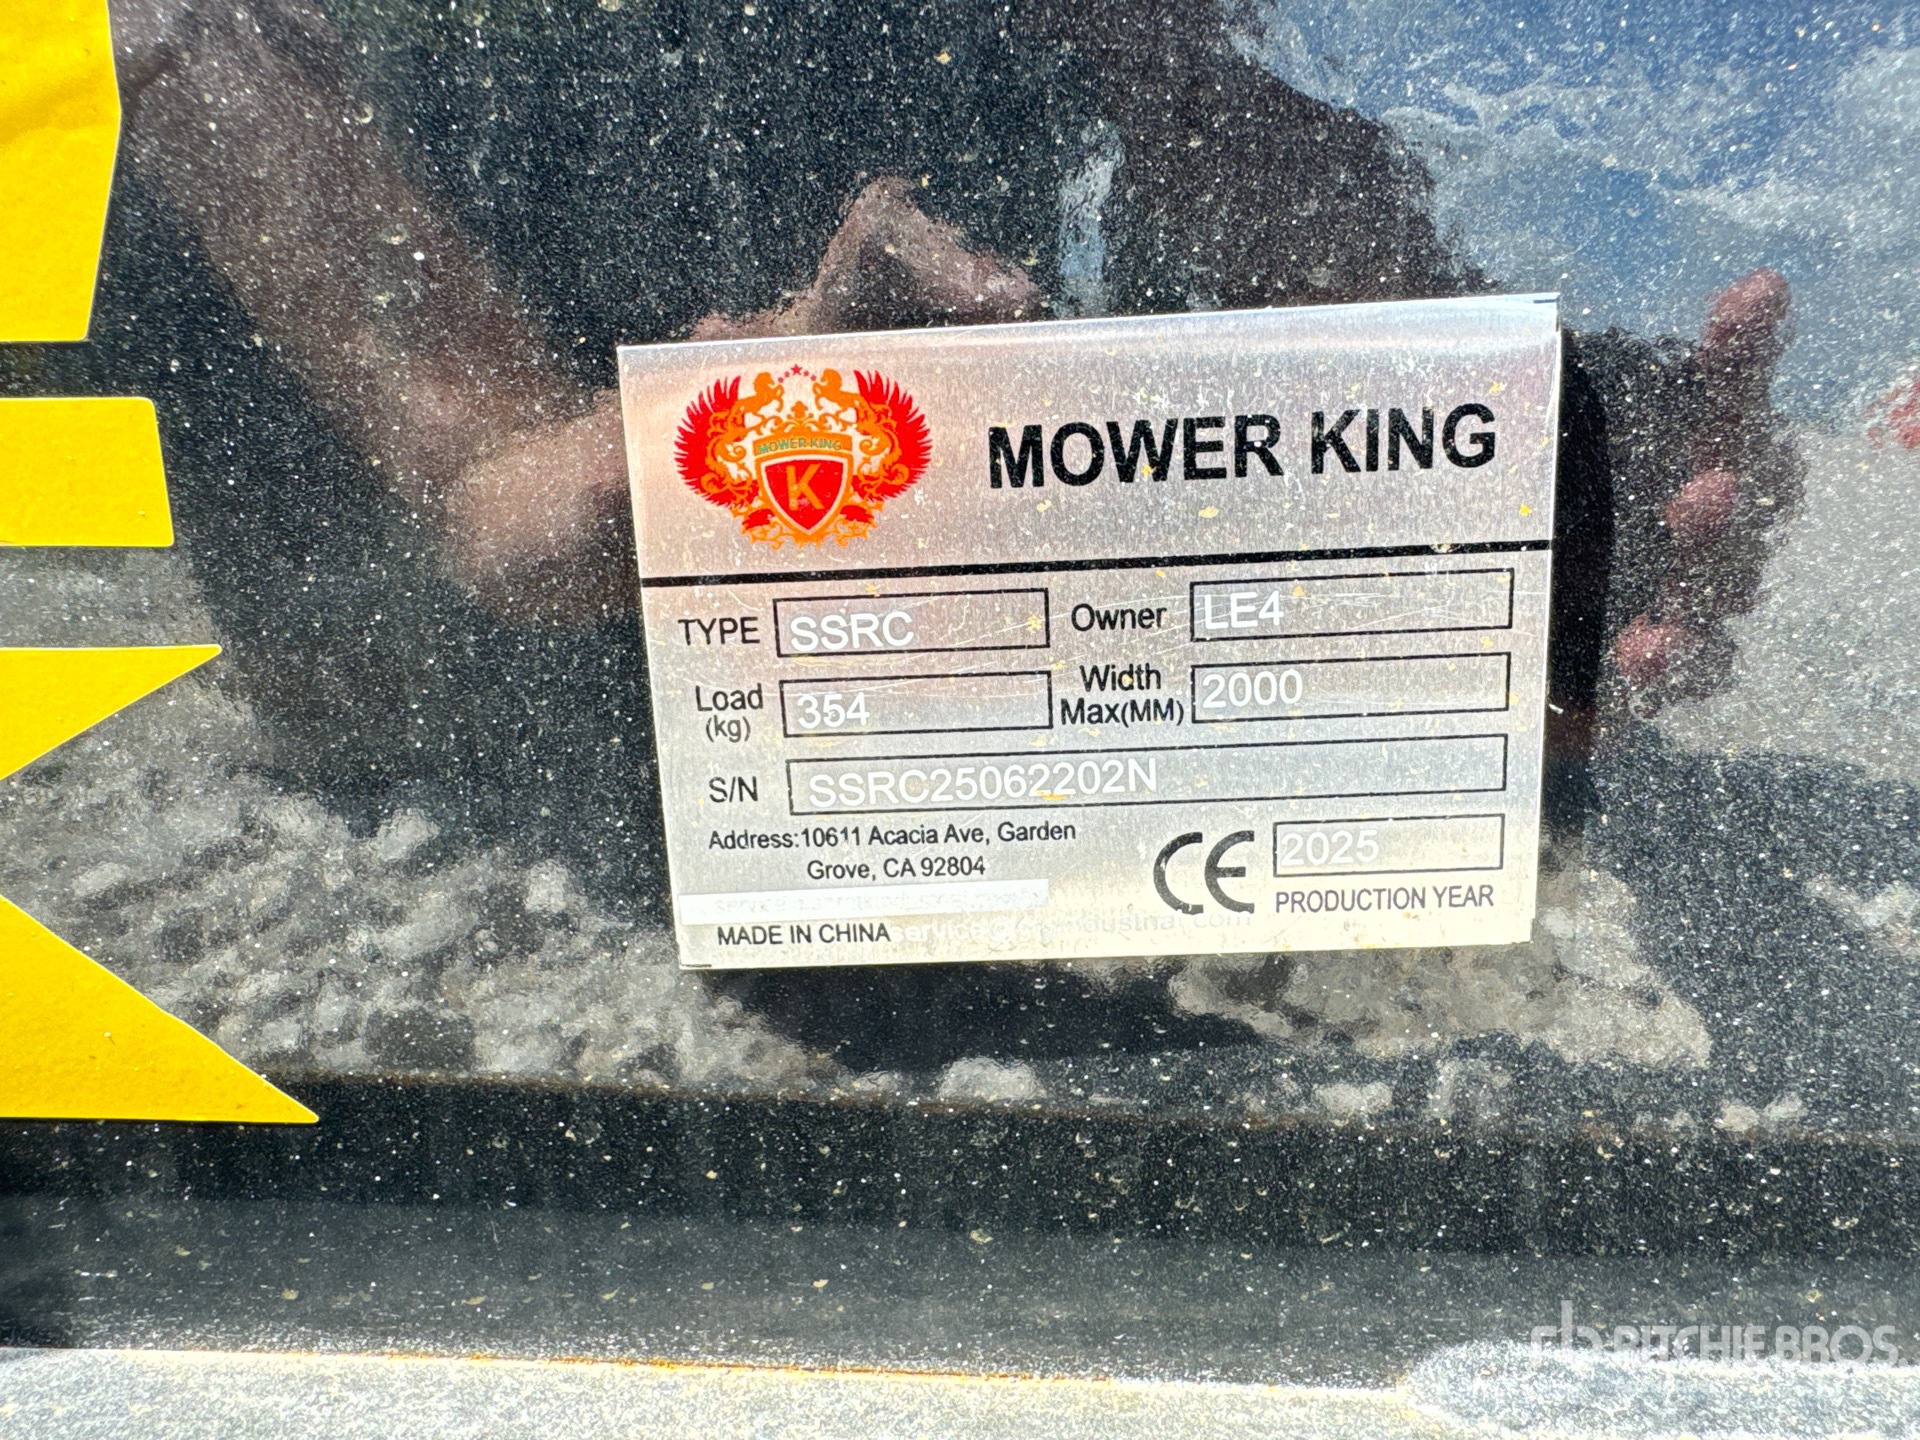 MOWER KING
K
MOWER KING
TYPE SSRC Owner LE4
Load (kg) 354 Width Max(MM) 2000
S/N SSRC25062202N
Address:10611 Acacia Ave, Garden
Grove, CA 92804
CE 2025
PRODUCTION YEAR
MADE IN CHINA
rb RITCHIE BROS.